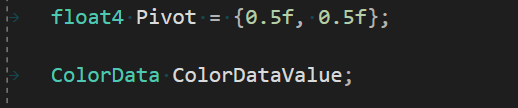 float4 Pivot = {0.5f, 0.5f};
ColorData ColorDataValue;